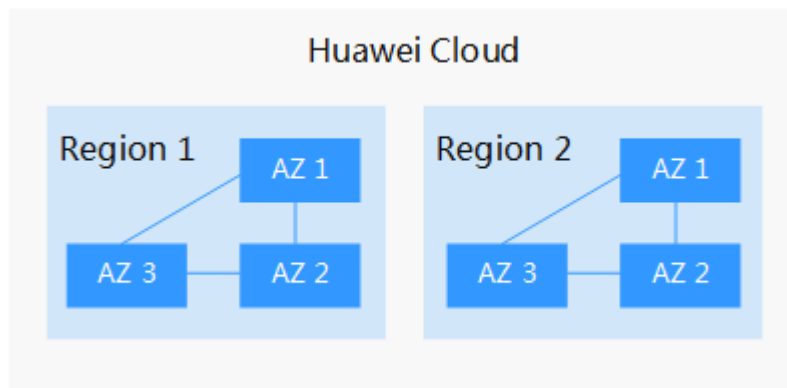 Huawei Cloud
Region 1
AZ 1
AZ 3
AZ 2
Region 2
AZ 1
AZ 3
AZ 2